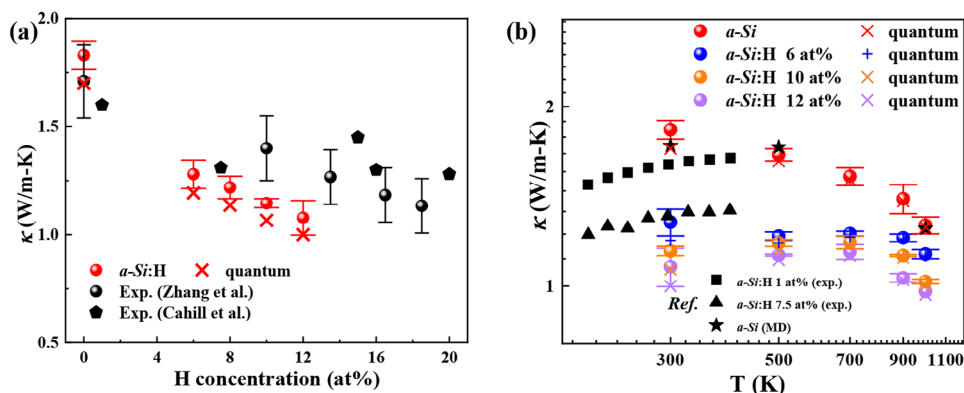 (a)
2.0
1.5
1.0
0.5
κ (W/m-K)
0 4 8 12 16 20
H concentration (at%)
a-Si:H quantum
Exp. (Zhang et al.)
Exp. (Cahill et al.)
(b)
2
1
κ (W/m-K)
300 500 700 900 1100
T (K)
a-Si quantum
a-Si:H 6 at% quantum
a-Si:H 10 at% quantum
a-Si:H 12 at% quantum
a-Si:H 1 at% (exp.)
Ref. a-Si:H 7.5 at% (exp.)
a-Si (MD)